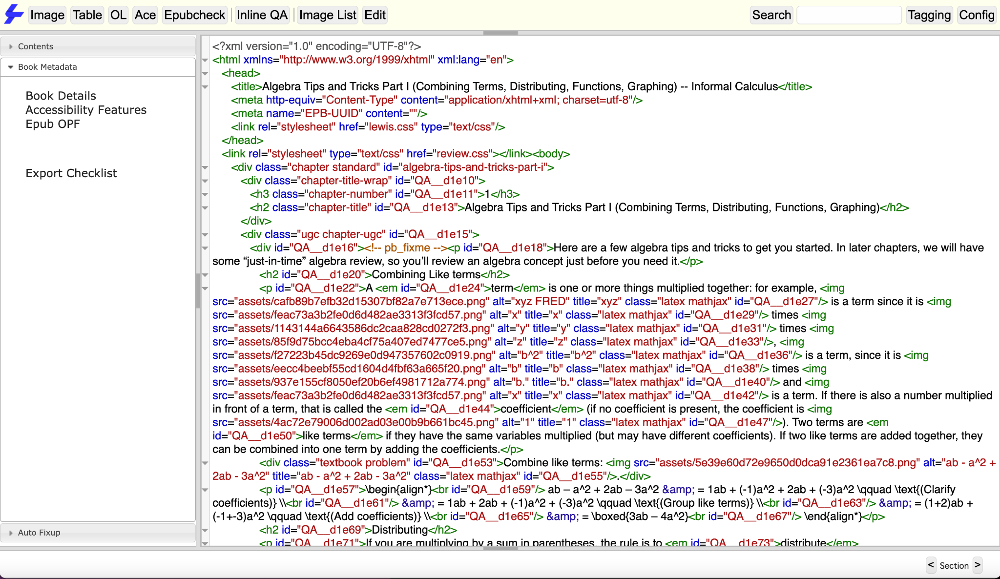 Image Table OL Ace Epubcheck Inline QA Image List Edit Search Tagging Config
Contents
Book Metadata
Book Details
Accessibility Features
Epub OPF
Export Checklist
Auto Fixup
<?xml version="1.0" encoding="UTF-8"?>
<html xmlns="http://www.w3.org/1999/xhtml" xml:lang="en">
<head>
<title>Algebra Tips and Tricks Part I (Combining Terms, Distributing, Functions, Graphing) -- Informal Calculus</title>
<meta http-equiv="Content-Type" content="application/xhtml+xml; charset=utf-8"/>
<meta name="EPB-UUID" content=""/>
<link rel="stylesheet" href="lewis.css" type="text/css"/>
</head>
<link rel="stylesheet" type="text/css" href="review.css"></link><body>
<div class="chapter standard" id="algebra-tips-and-tricks-part-i">
<div class="chapter-title-wrap" id="QA__d1e10">
<h3 class="chapter-number" id="QA__d1e11">1</h3>
<h2 class="chapter-title" id="QA__d1e13">Algebra Tips and Tricks Part I (Combining Terms, Distributing, Functions, Graphing)</h2>
</div>
<div class="ugc chapter-ugc" id="QA__d1e15">
<div id="QA__d1e16"><!-- pb_fixme --><p id="QA__d1e18">Here are a few algebra tips and tricks to get you started. In later chapters, we will have
some “just-in-time” algebra review, so you’ll review an algebra concept just before you need it.</p>
<h2 id="QA__d1e20">Combining Like terms</h2>
<p id="QA__d1e22">A <em id="QA__d1e24">term</em> is one or more things multiplied together: for example, <img
src="assets/cafb89b7efb32d15307bf82a7e713ece.png" alt="xyz FRED" title="xyz" class="latex mathjax" id="QA__d1e27"/> is a term since it is <img
src="assets/feac73a3b2fe0d6d482ae3313f3fcd57.png" alt="x" title="x" class="latex mathjax" id="QA__d1e29"/> times <img
src="assets/1143144a6643586dc2caa828cd0272f3.png" alt="y" title="y" class="latex mathjax" id="QA__d1e31"/> times <img
src="assets/85f9d75bcc4eba4cf75a407ed7477ce5.png" alt="z" title="z" class="latex mathjax" id="QA__d1e33"/>, <img
src="assets/f27223b45dc9269e0d947357602c0919.png" alt="b^2" title="b^2" class="latex mathjax" id="QA__d1e36"/> is a term, since it is <img
src="assets/eecc4beebf55cd1604d4fbf63a665f20.png" alt="b" title="b" class="latex mathjax" id="QA__d1e38"/> times <img
src="assets/937e155cf8050ef20b6ef4981712a774.png" alt="b." title="b." class="latex mathjax" id="QA__d1e40"/> and <img
src="assets/feac73a3b2fe0d6d482ae3313f3fcd57.png" alt="x" title="x" class="latex mathjax" id="QA__d1e42"/> is a term. If there is also a number multiplied
in front of a term, that is called the <em id="QA__d1e44">coefficient</em> (if no coefficient is present, the coefficient is <img
src="assets/4ac72e79006d002ad03e00b9b661bc45.png" alt="1" title="1" class="latex mathjax" id="QA__d1e47"/>). Two terms are <em
id="QA__d1e50">like terms</em> if they have the same variables multiplied (but may have different coefficients). If two like terms are added together, they
can be combined into one term by adding the coefficients.</p>
<div class="textbook problem" id="QA__d1e53">Combine like terms: <img src="assets/5e39e60d72e9650d0dca91e2361ea7c8.png" alt="ab - a^2 +
2ab - 3a^2" title="ab - a^2 + 2ab - 3a^2" class="latex mathjax" id="QA__d1e55"/>.</div>
<p id="QA__d1e57">\begin{align*}<br id="QA__d1e59"/> ab – a^2 + 2ab – 3a^2 &amp; = 1ab + (-1)a^2 + 2ab + (-3)a^2 \qquad \text{(Clarify
coefficients)} \\<br id="QA__d1e61"/> &amp; = 1ab + 2ab + (-1)a^2 + (-3)a^2 \qquad \text{(Group like terms)} \\<br id="QA__d1e63"/> &amp; = (1+2)ab +
(-1+-3)a^2 \qquad \text{(Add coefficients)} \\<br id="QA__d1e65"/> &amp; = \boxed{3ab – 4a^2}<br id="QA__d1e67"/> \end{align*}</p>
<h2 id="QA__d1e69">Distributing</h2>
<p id="QA__d1e71">If you are multiplying by a sum in parentheses, the rule is to <em id="QA__d1e73">distribute</em>
< Section >